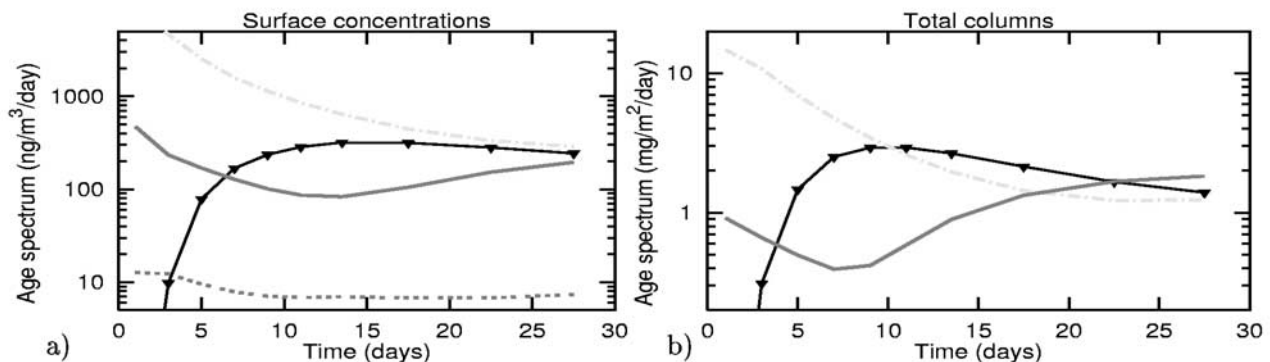 Surface concentrations
Age spectrum (ng/m³/day)
1000
100
10
0 5 10 15 20 25 30
Time (days)
a)
Total columns
Age spectrum (mg/m²/day)
10
1
0 5 10 15 20 25 30
Time (days)
b)